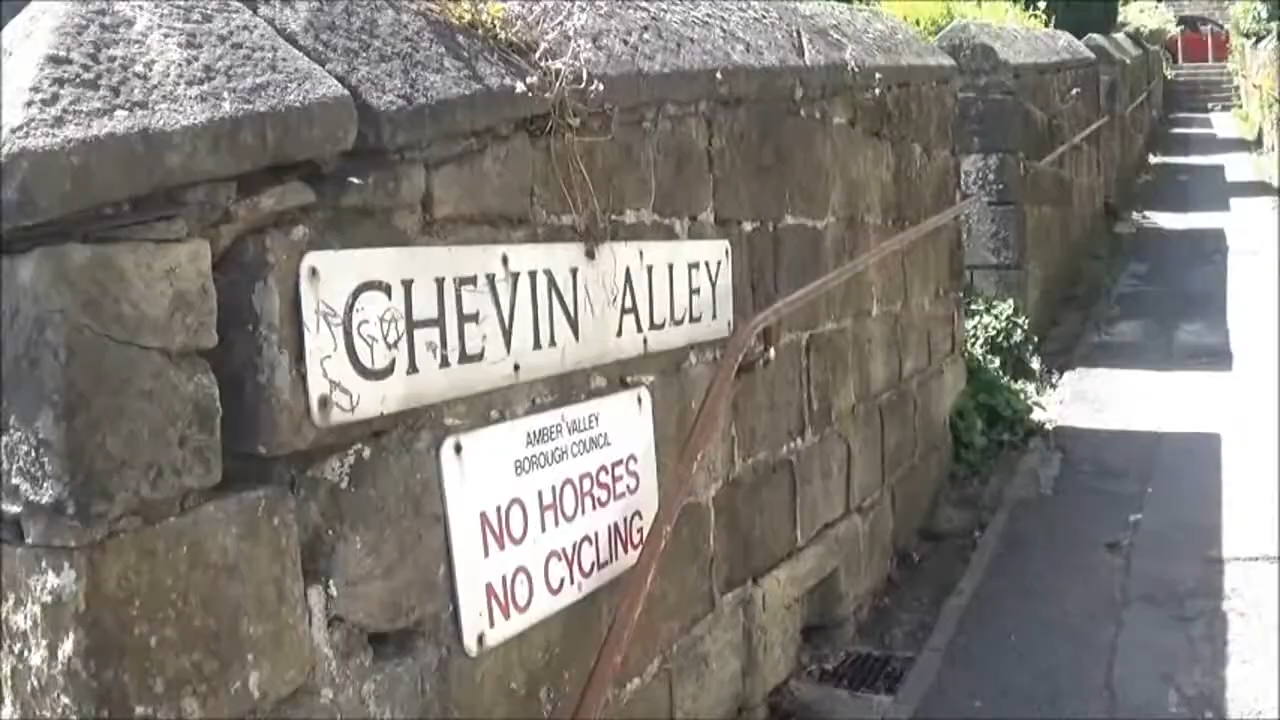 CHEVIN ALLEY
AMBER VALLEY
BOROUGH COUNCIL
NO HORSES
NO CYCLING